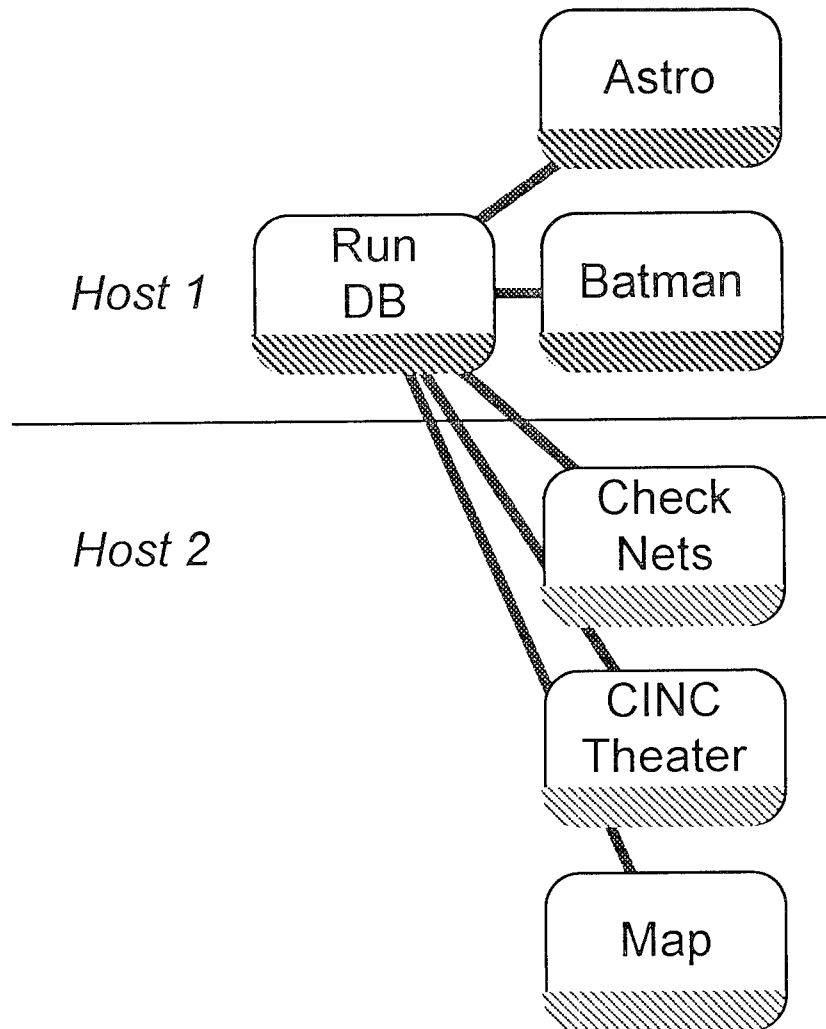 Astro
Run
DB
Host 1
Batman
Check
Nets
Host 2
CINC
Theater
Map